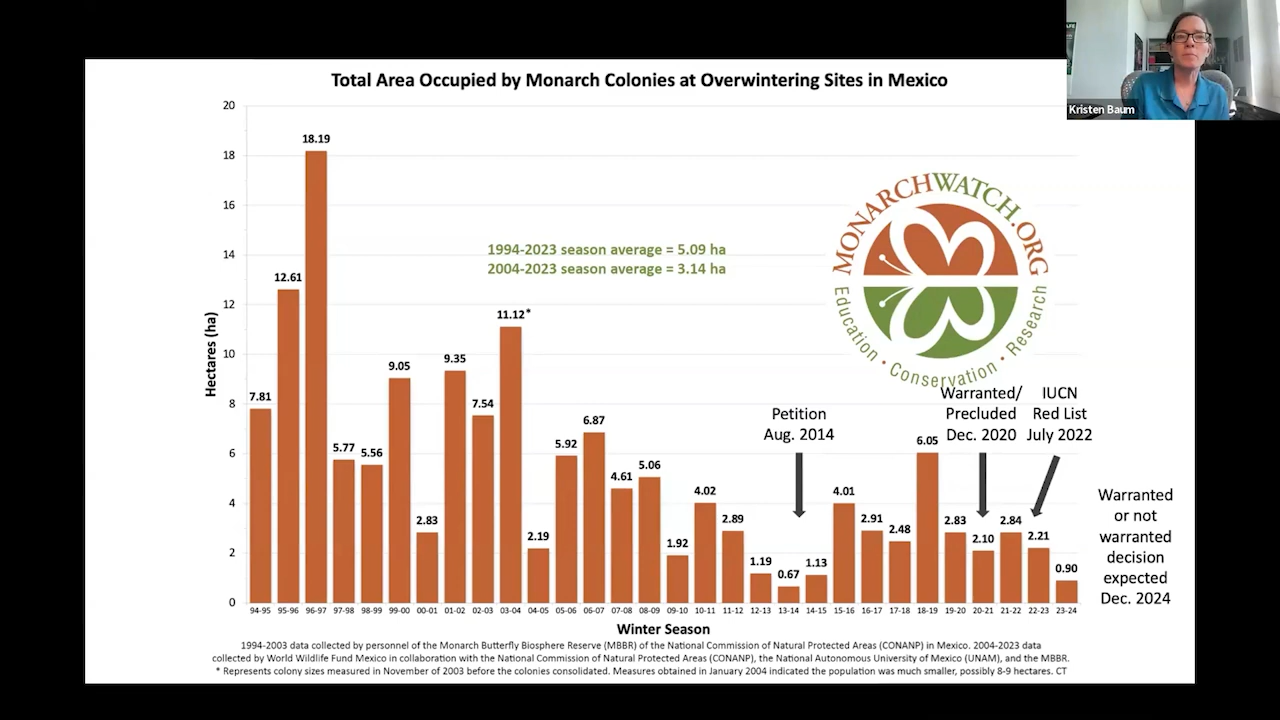 Total Area Occupied by Monarch Colonies at Overwintering Sites in Mexico
Kristen Baum
20
18
16
14
12
10
8
6
4
2
0
Hectares (ha)
7.81
12.61
18.19
5.77
5.56
9.05
2.83
9.35
7.54
11.12*
2.19
5.92
6.87
4.61
5.06
1.92
4.02
2.89
1.19
0.67
1.13
4.01
2.91
2.48
6.05
2.83
2.10
2.84
2.21
0.90
1994-2023 season average = 5.09 ha
2004-2023 season average = 3.14 ha
MONARCHWATCH.ORG
Education • Conservation • Research
Petition
Aug. 2014
Warranted/
Precluded
Dec. 2020
IUCN
Red List
July 2022
Warranted
or not
warranted
decision
expected
Dec. 2024
94-95 95-96 96-97 97-98 98-99 99-00 00-01 01-02 02-03 03-04 04-05 05-06 06-07 07-08 08-09 09-10 10-11 11-12 12-13 13-14 14-15 15-16 16-17 17-18 18-19 19-20 20-21 21-22 22-23 23-24
Winter Season
1994-2003 data collected by personnel of the Monarch Butterfly Biosphere Reserve (MBBR) of the National Commission of Natural Protected Areas (CONANP) in Mexico. 2004-2023 data
collected by World Wildlife Fund Mexico in collaboration with the National Commission of Natural Protected Areas (CONANP), the National Autonomous University of Mexico (UNAM), and the MBBR.
* Represents colony sizes measured in November of 2003 before the colonies consolidated. Measures obtained in January 2004 indicated the population was much smaller, possibly 8-9 hectares. CT